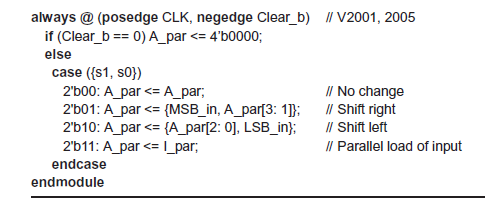 always @ (posedge CLK, negedge Clear_b) // V2001, 2005
if (Clear_b == 0) A_par <= 4’b0000;
else
case ({s1, s0})
2'b00: A_par <= A_par; // No change
2'b01: A_par <= {MSB_in, A_par[3: 1]}; // Shift right
2'b10: A_par <= {A_par[2: 0], LSB_in}; // Shift left
2'b11: A_par <= I_par; // Parallel load of input
endcase
endmodule